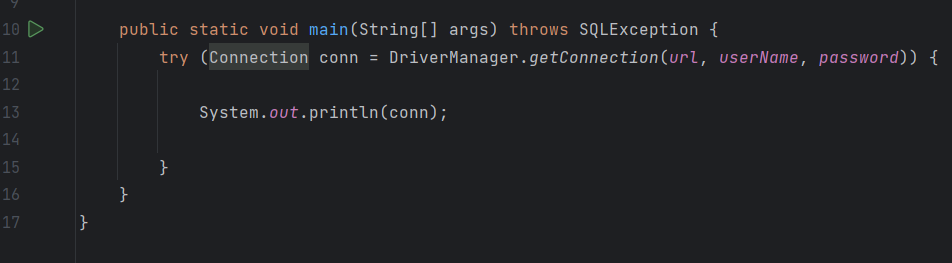 9
10 public static void main(String[] args) throws SQLException {
11 try (Connection conn = DriverManager.getConnection(url, userName, password)) {
12
13 System.out.println(conn);
14
15 }
16 }
17 }